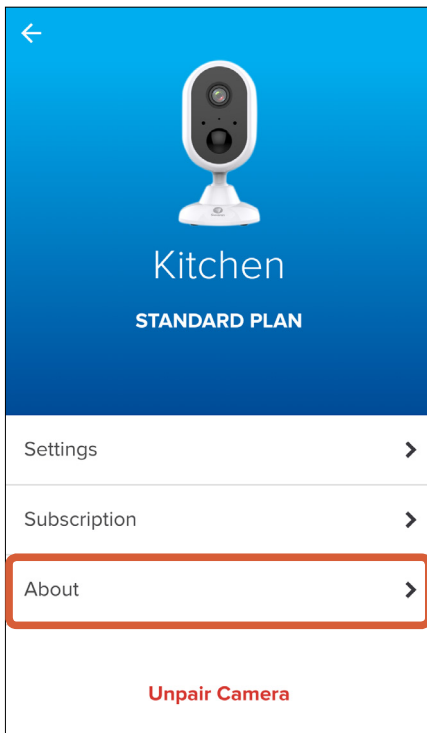 Kitchen
STANDARD PLAN
Settings
Subscription
About
Unpair Camera